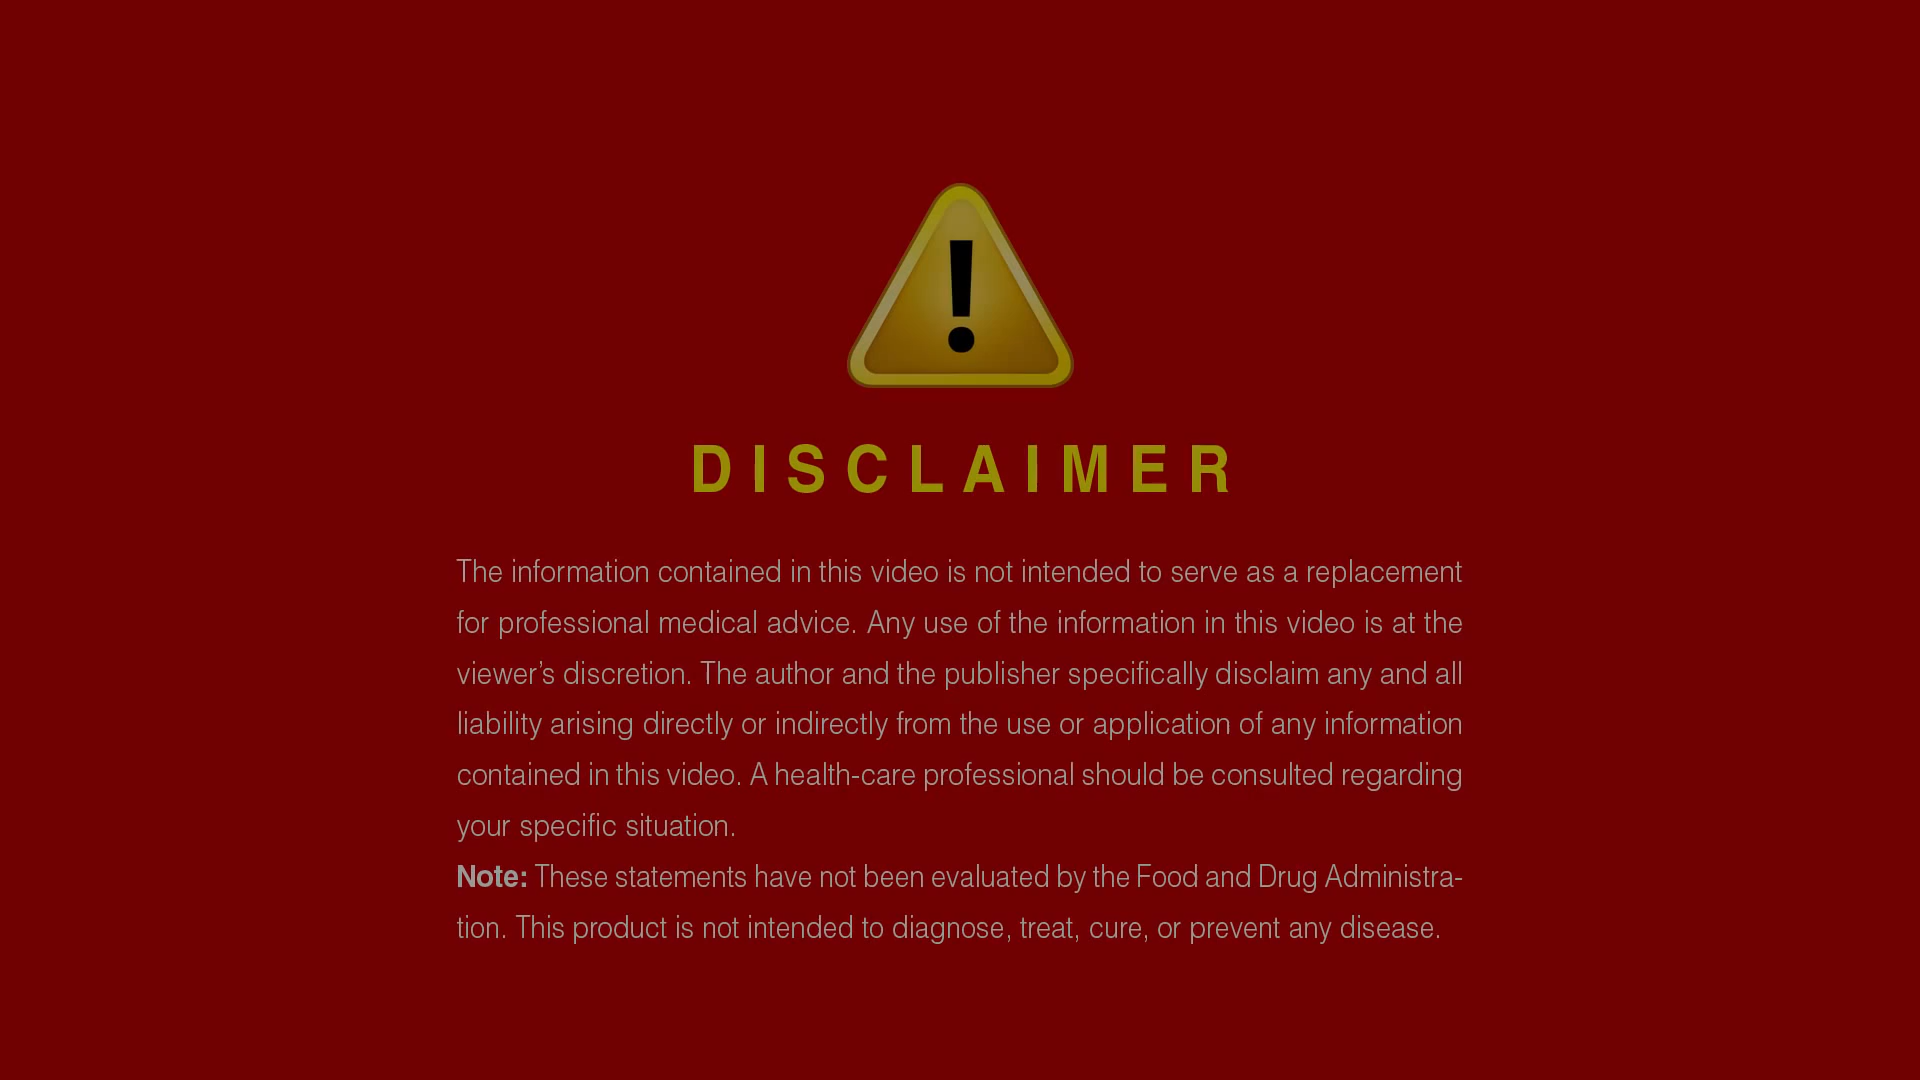 !
DISCLAIMER
The information contained in this video is not intended to serve as a replacement
for professional medical advice. Any use of the information in this video is at the
viewer’s discretion. The author and the publisher specifically disclaim any and all
liability arising directly or indirectly from the use or application of any information
contained in this video. A health-care professional should be consulted regarding
your specific situation.
Note: These statements have not been evaluated by the Food and Drug Administra-
tion. This product is not intended to diagnose, treat, cure, or prevent any disease.